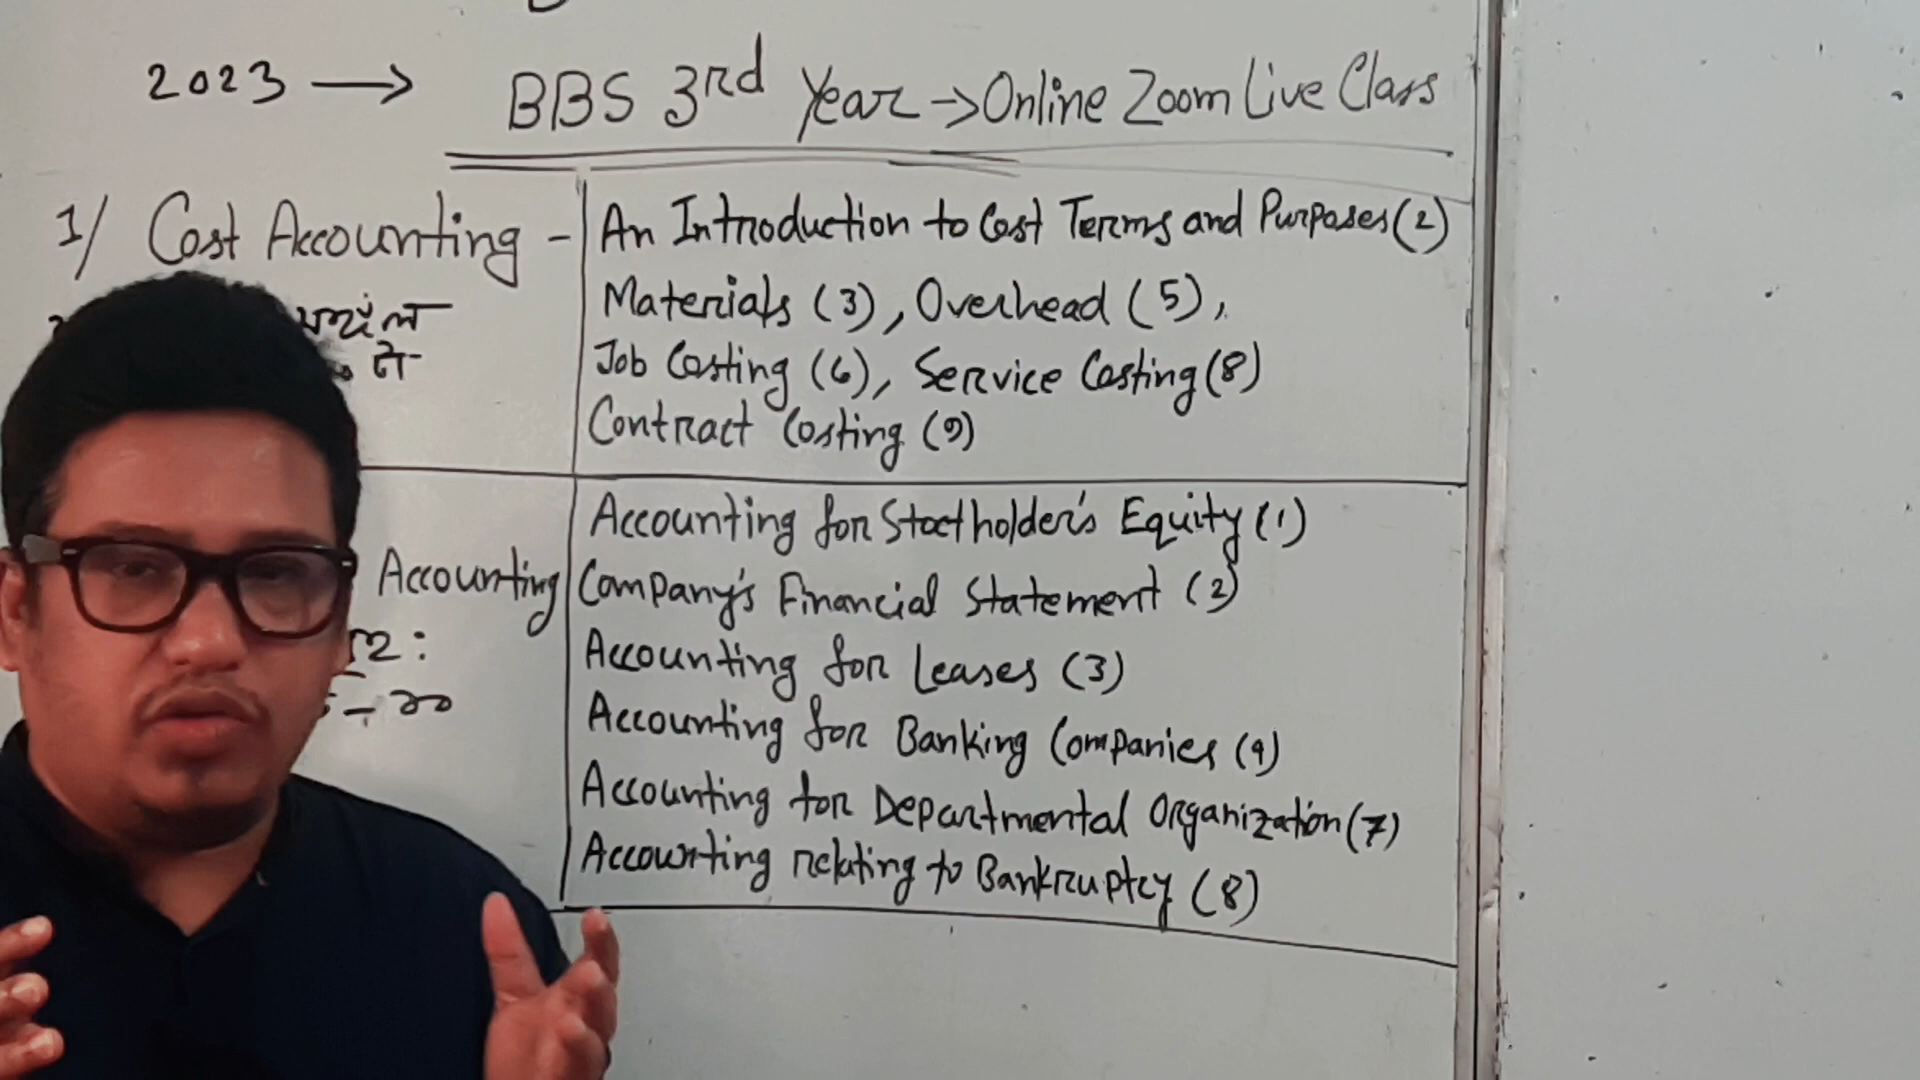 2023 → BBS 3rd Year → Online Zoom Live Class
1/ Cost Accounting -
An Introduction to Cost Terms and Purposes (2)
Materials (3), Overhead (5),
Job Costing (6), Service Costing (8)
Contract Costing (9)
Accounting
Accounting for Stockholder's Equity (1)
Company's Financial Statement (2)
Accounting for Leases (3)
Accounting for Banking Companies (4)
Accounting for Departmental Organization (7)
Accounting relating to Bankruptcy (8)